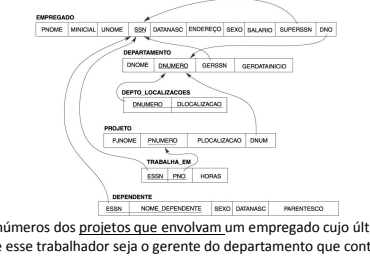 EMPREGADO
PNOME MINICIAL UNOME SSN DATANASC ENDEREÇO SEXO SALARIO SUPERSSN DNO
DEPARTAMENTO
DNOME DNUMERO GERSSN GERDATAINICIO
DEPTO_LOCALIZACOES
DNUMERO DLOCALIZACAO
PROJETO
PJNOME PNUMERO PLOCALIZACAO DNUM
TRABALHA_EM
ESSN PNO HORAS
DEPENDENTE
ESSN NOME_DEPENDENTE SEXO DATANASC PARENTESCO
números dos projetos que envolvam um empregado cujo últ
e esse trabalhador seja o gerente do departamento que cont